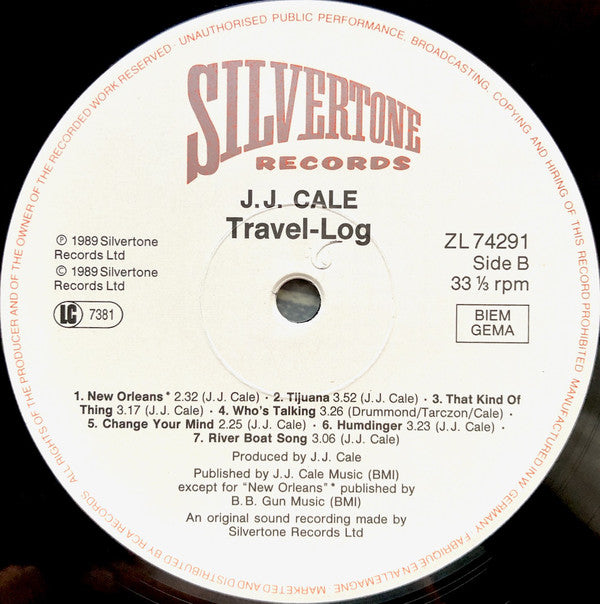 ALL RIGHTS OF THE PRODUCER AND OF THE OWNER OF THE RECORDED WORK RESERVED · UNAUTHORISED PUBLIC PERFORMANCE, BROADCASTING, COPYING AND HIRING OF THIS RECORD PROHIBITED
SILVERTONE
RECORDS
J.J. CALE
Travel-Log
℗ 1989 Silvertone
Records Ltd
© 1989 Silvertone
Records Ltd
LC 7381
ZL 74291
Side B
33 ⅓ rpm
BIEM
GEMA
1. New Orleans* 2.32 (J.J. Cale) · 2. Tijuana 3.52 (J.J. Cale) · 3. That Kind Of
Thing 3.17 (J.J. Cale) · 4. Who's Talking 3.26 (Drummond/Tarczon/Cale) ·
5. Change Your Mind 2.25 (J.J. Cale) · 6. Humdinger 3.23 (J.J. Cale) ·
7. River Boat Song 3.06 (J.J. Cale)
Produced by J.J. Cale
Published by J.J. Cale Music (BMI)
except for "New Orleans"* published by
B.B. Gun Music (BMI)
An original sound recording made by
Silvertone Records Ltd
MARKETED AND DISTRIBUTED BY RCA RECORDS. MANUFACTURED IN W. GERMANY. FABRIQUE EN ALLEMAGNE